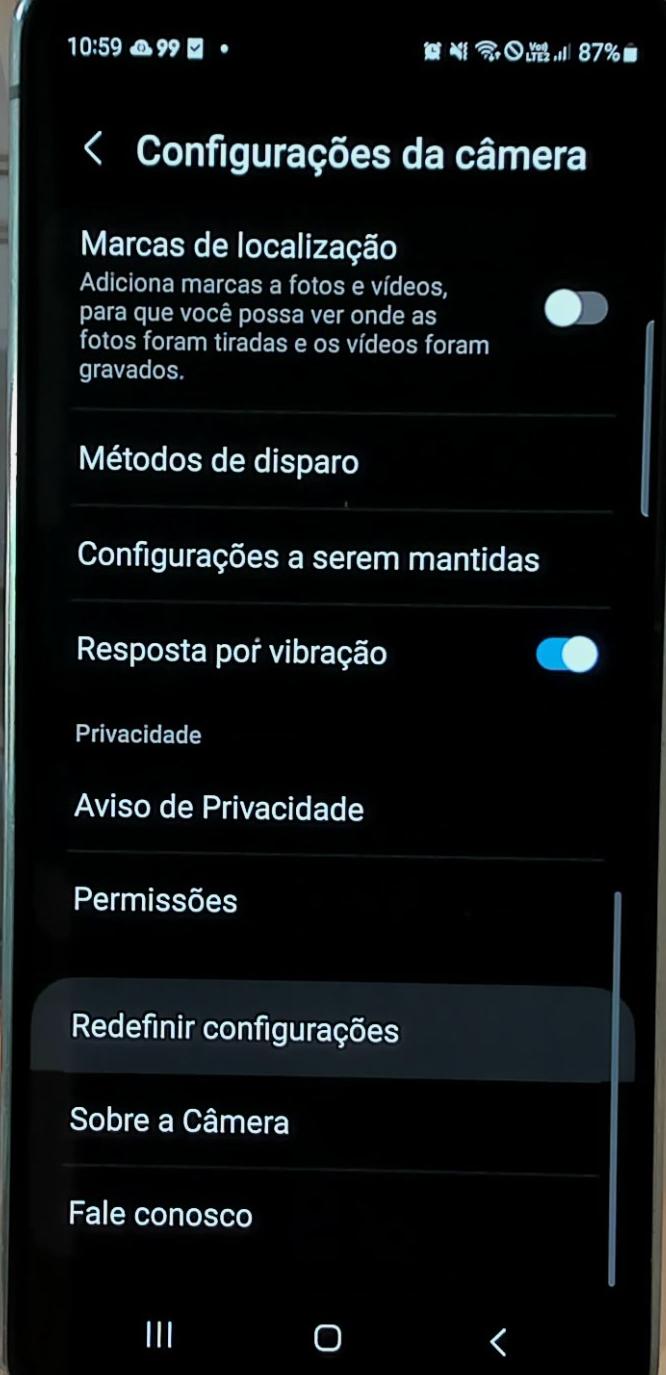 10:59 99
VoI) LTE2 87%
Configurações da câmera
Marcas de localização
Adiciona marcas a fotos e vídeos,
para que você possa ver onde as
fotos foram tiradas e os vídeos foram
gravados.
Métodos de disparo
Configurações a serem mantidas
Resposta por vibração
Privacidade
Aviso de Privacidade
Permissões
Redefinir configurações
Sobre a Câmera
Fale conosco